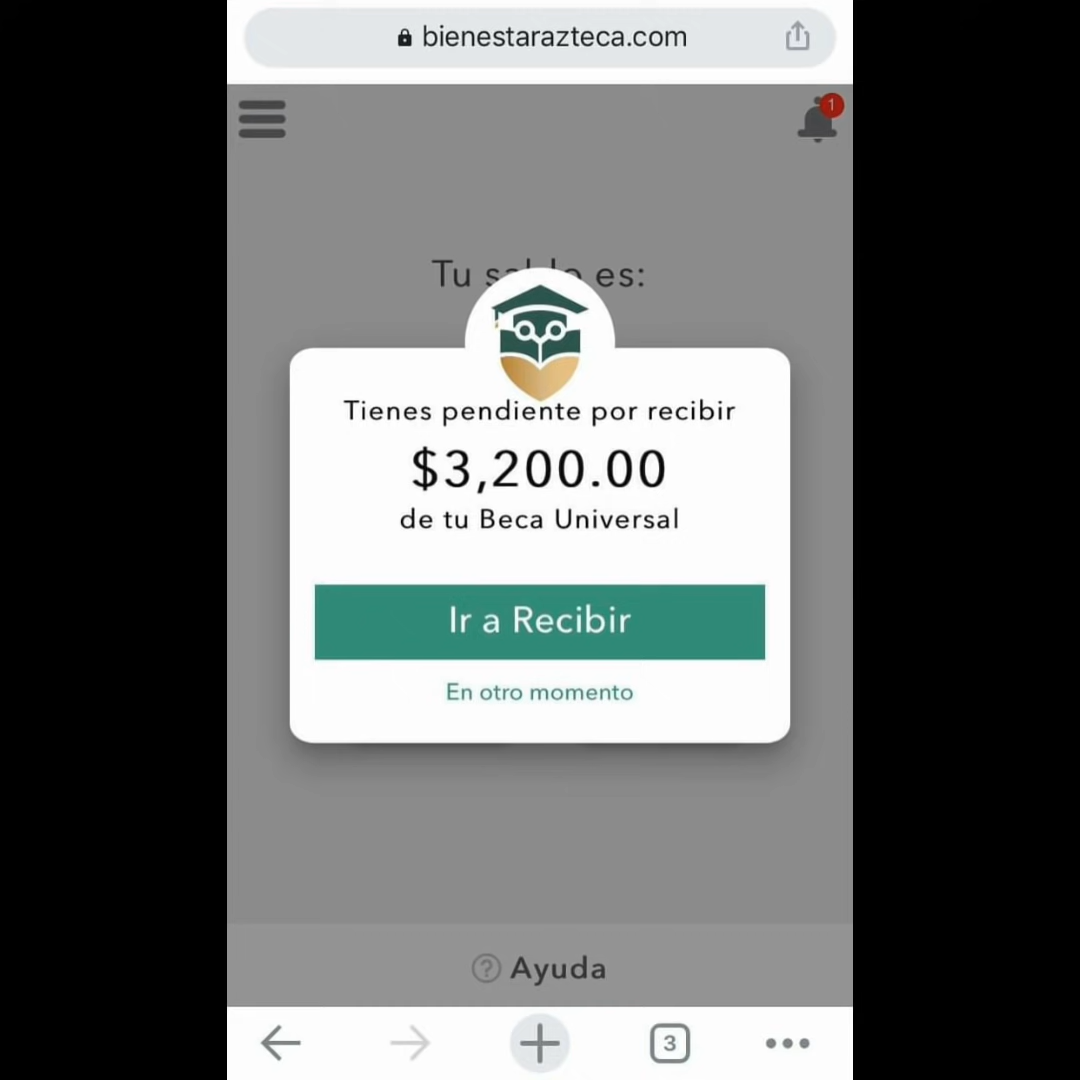 bienestarazteca.com
1
Tu saldo es:
Tienes pendiente por recibir
$3,200.00
de tu Beca Universal
Ir a Recibir
En otro momento
? Ayuda
3